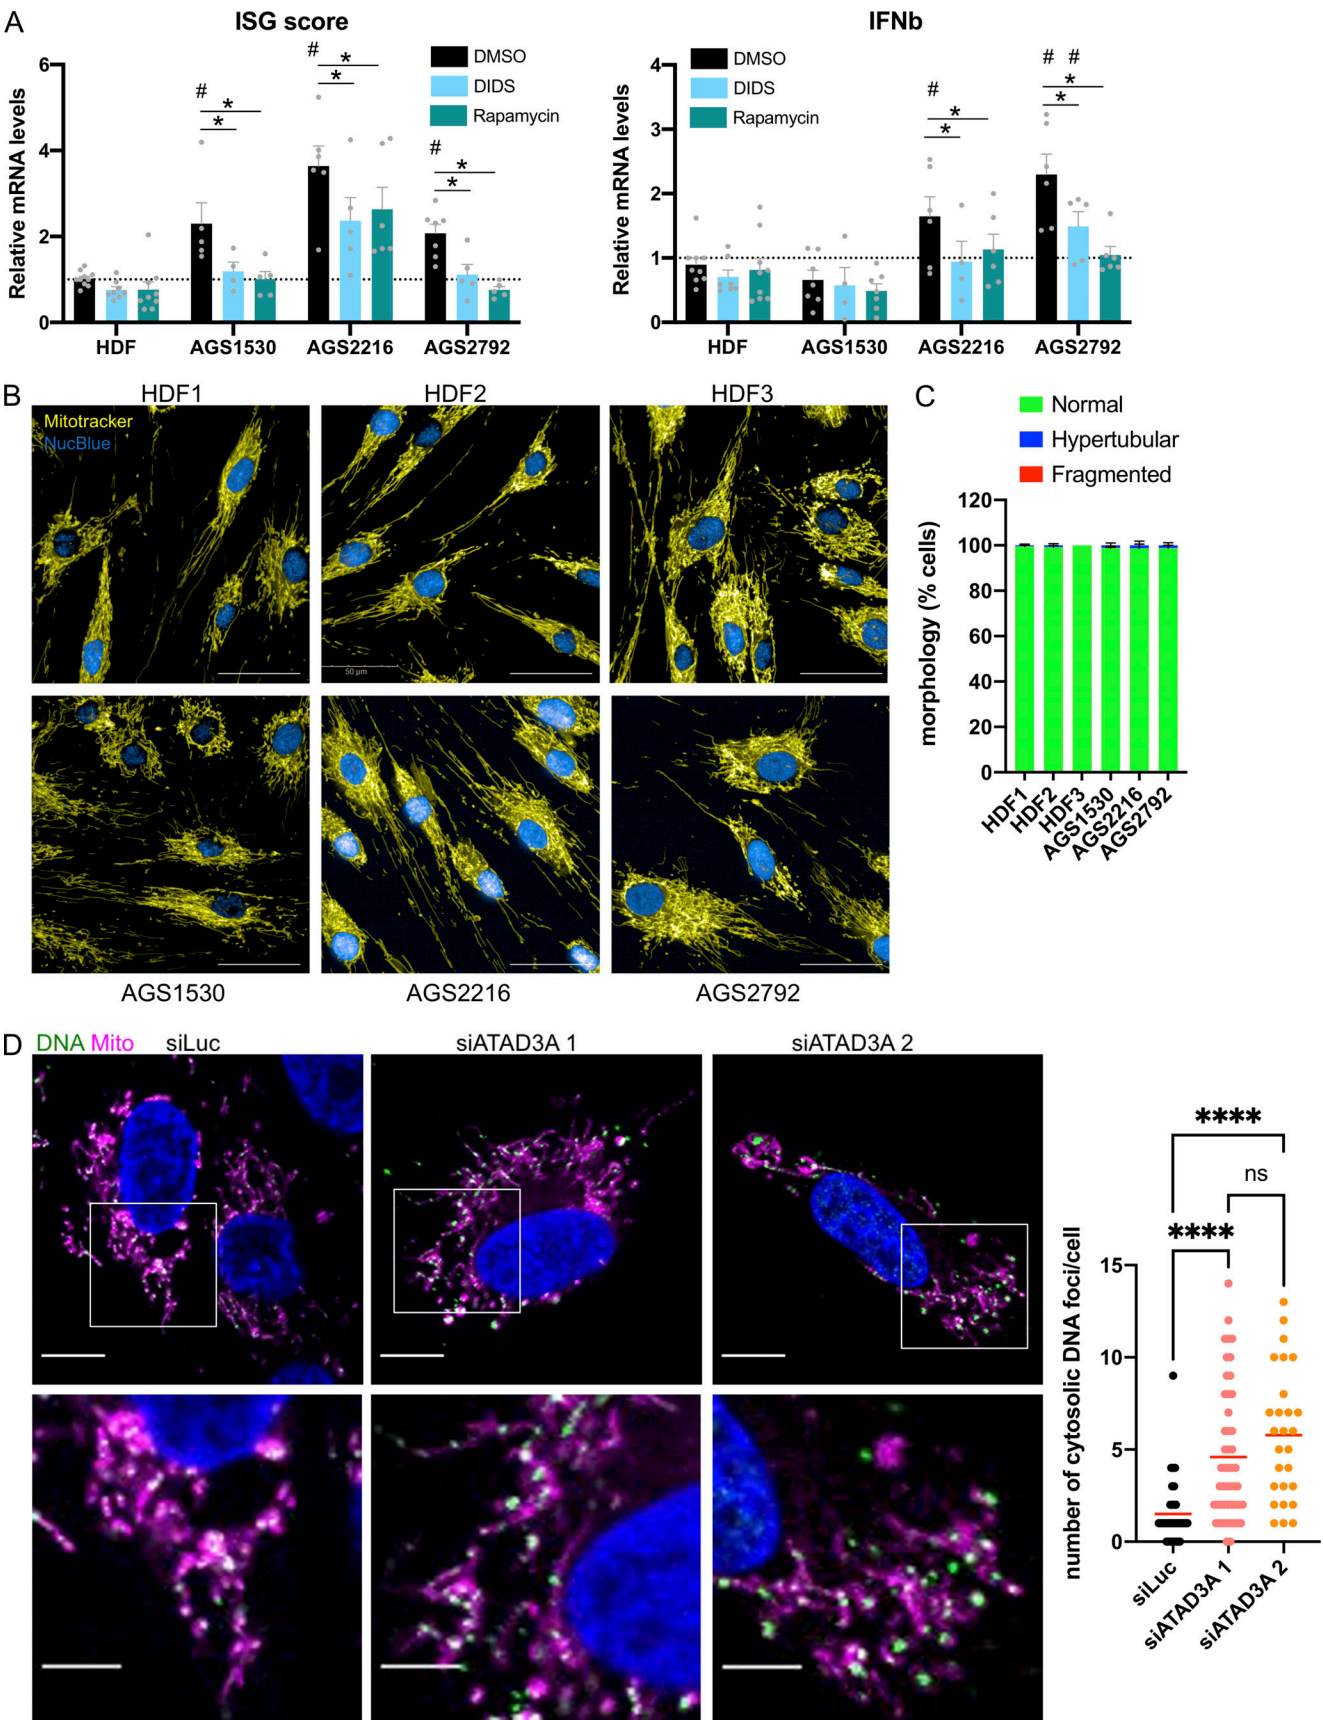 A
ISG score
Relative mRNA levels
6
4
2
0
#
*
*
#
*
*
#
*
*
DMSO
DIDS
Rapamycin
HDF
AGS1530
AGS2216
AGS2792
IFNb
Relative mRNA levels
4
3
2
1
0
DMSO
DIDS
Rapamycin
#
*
*
# #
*
*
HDF
AGS1530
AGS2216
AGS2792
B
HDF1
HDF2
HDF3
Mitotracker
NucBlue
50 µm
AGS1530
AGS2216
AGS2792
C
Normal
Hypertubular
Fragmented
morphology (% cells)
120
100
80
60
40
20
0
HDF1
HDF2
HDF3
AGS1530
AGS2216
AGS2792
D
DNA Mito
siLuc
siATAD3A 1
siATAD3A 2
number of cytosolic DNA foci/cell
****
ns
****
15
10
5
0
siLuc
siATAD3A 1
siATAD3A 2